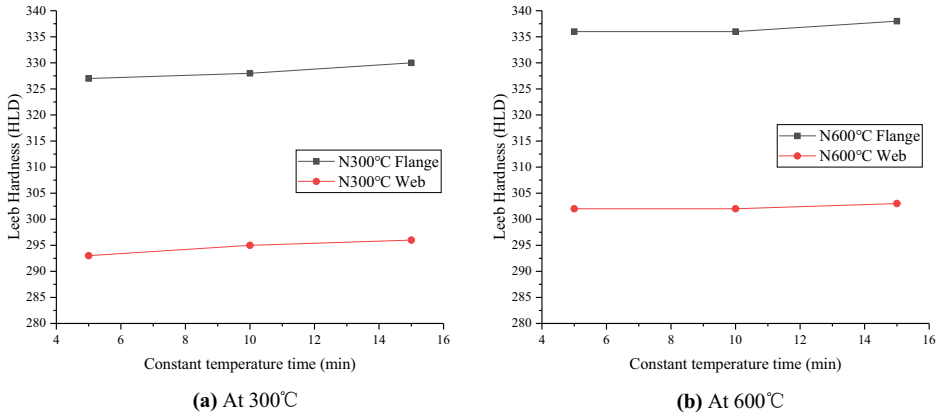 340
335
330
325
320
315
310
305
300
295
290
285
280
Leeb Hardness (HLD)
N300℃ Flange
N300℃ Web
4 6 8 10 12 14 16
Constant temperature time (min)
(a) At 300℃
340
335
330
325
320
315
310
305
300
295
290
285
280
Leeb Hardness (HLD)
N600℃ Flange
N600℃ Web
4 6 8 10 12 14 16
Constant temperature time (min)
(b) At 600℃